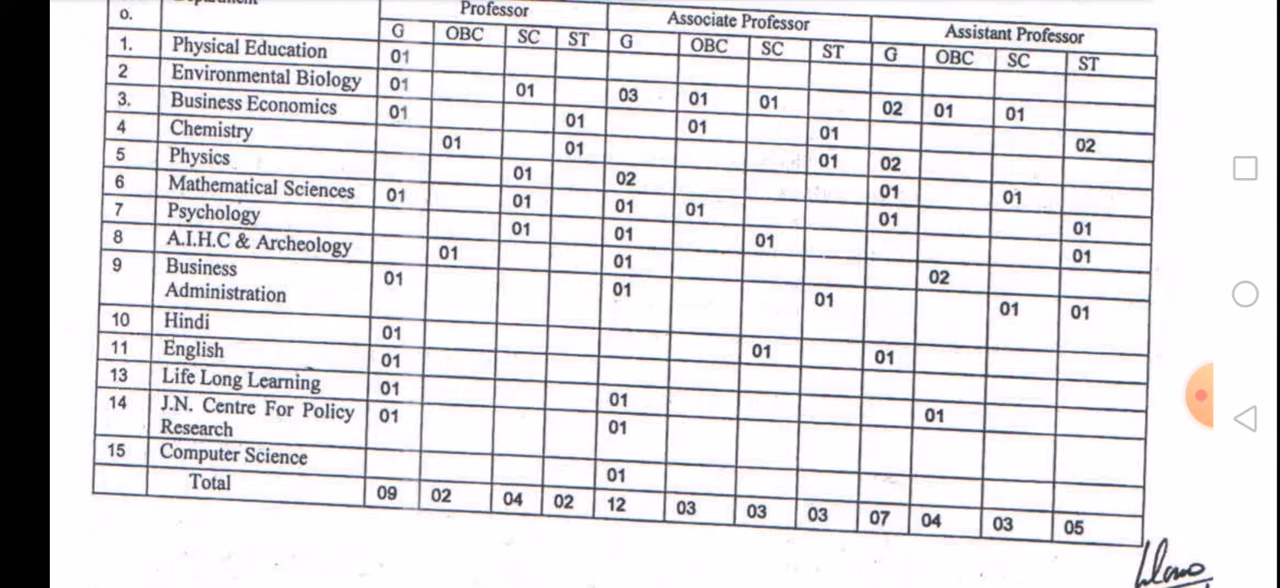 Professor Associate Professor Assistant Professor
o. G OBC SC ST G OBC SC ST G OBC SC ST
1. Physical Education 01
2 Environmental Biology 01 01 03 01 01 02 01 01
3. Business Economics 01 01 01 01 02
4 Chemistry 01 01 01 02
5 Physics 01 02 01 01
6 Mathematical Sciences 01 01 01 01 01 01
7 Psychology 01 01 01 01
8 A.I.H.C & Archeology 01 01 02
9 Business 01 01 01 01 01
Administration
10 Hindi 01 01 01
11 English 01
13 Life Long Learning 01 01 01
14 J.N. Centre For Policy 01 01
Research
15 Computer Science 01
Total 09 02 04 02 12 03 03 03 07 04 03 05